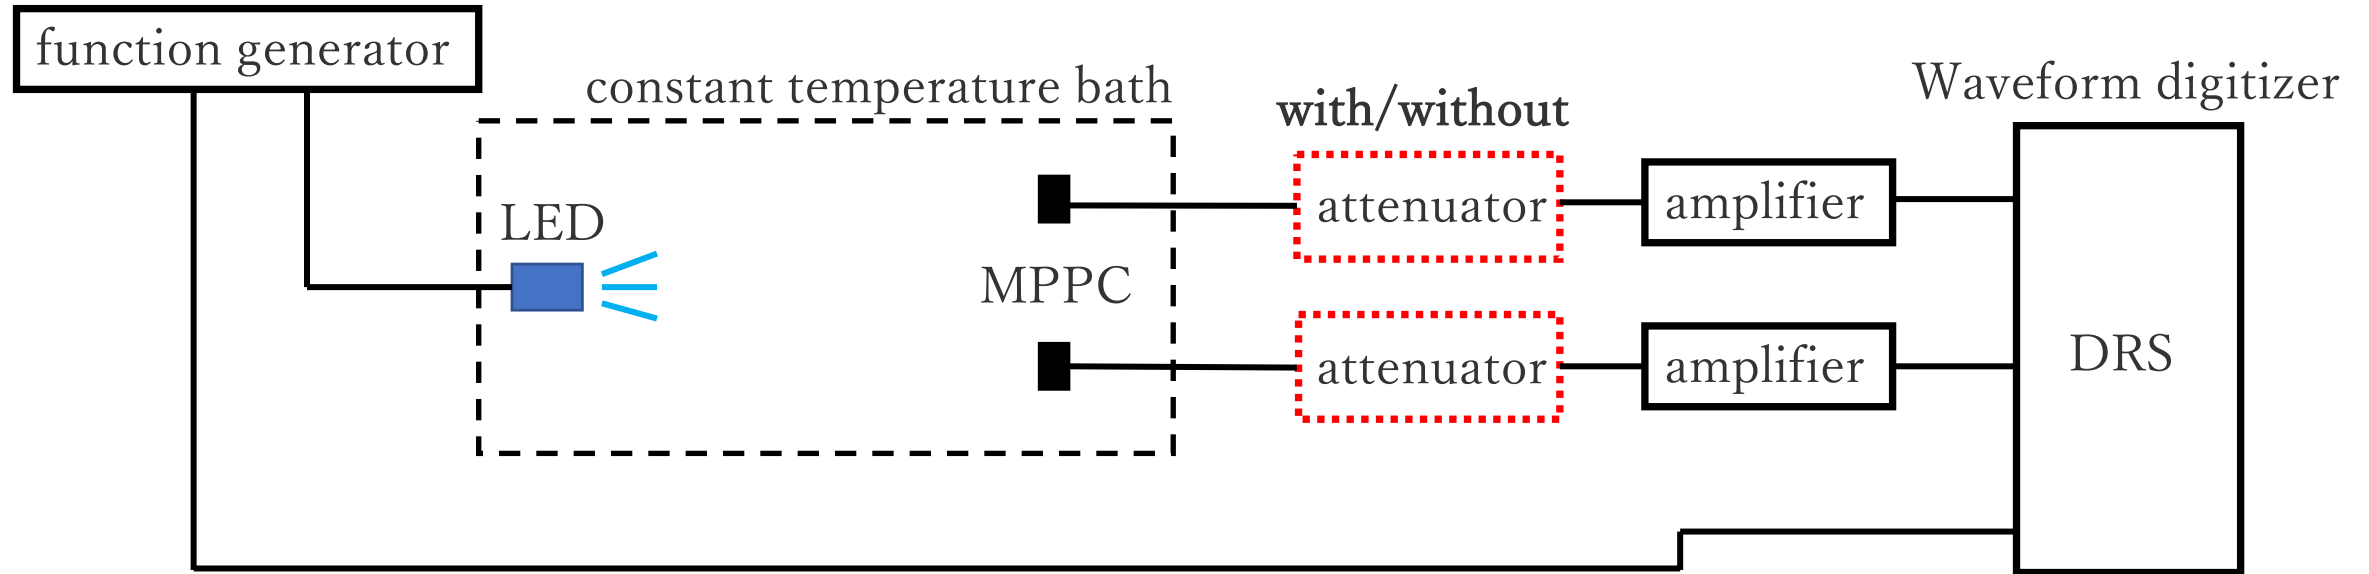 function generator
constant temperature bath
with/without
Waveform digitizer
LED
MPPC
attenuator
amplifier
attenuator
amplifier
DRS